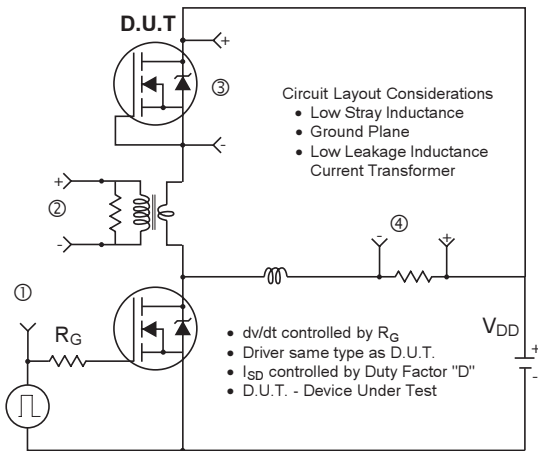 D.U.T
+
③
-
Circuit Layout Considerations
• Low Stray Inductance
• Ground Plane
• Low Leakage Inductance
Current Transformer
+
②
-
④
- +
①
RG
• dv/dt controlled by RG
• Driver same type as D.U.T.
• ISD controlled by Duty Factor "D"
• D.U.T. - Device Under Test
VDD
+
-